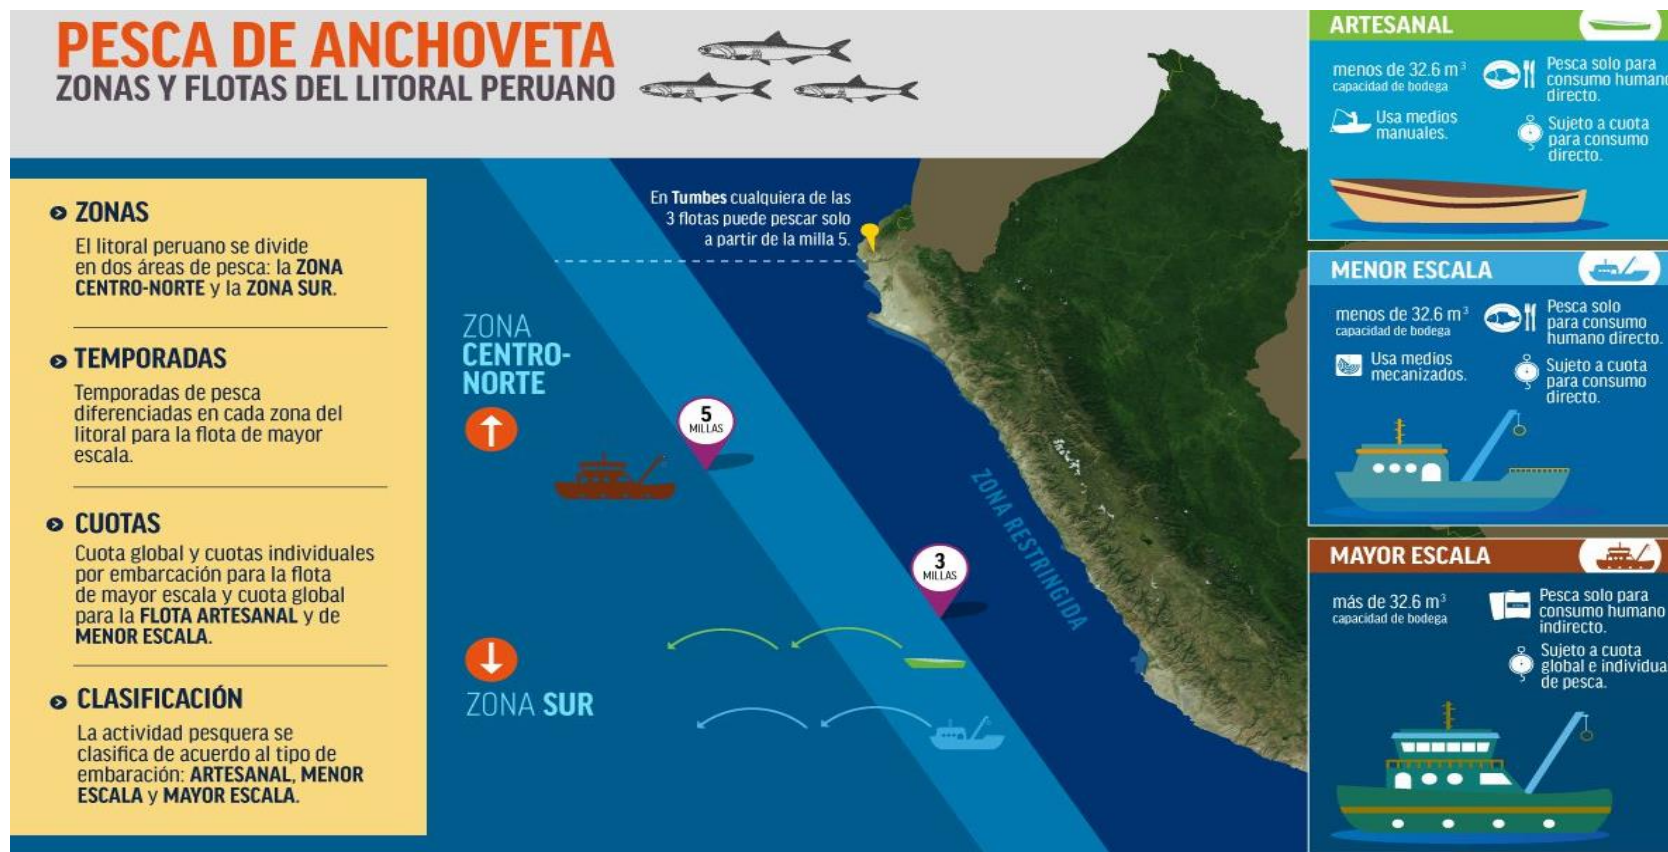 PESCA DE ANCHOVETA
ZONAS Y FLOTAS DEL LITORAL PERUANO
ZONAS
El litoral peruano se divide
en dos áreas de pesca: la ZONA
CENTRO-NORTE y la ZONA SUR.
TEMPORADAS
Temporadas de pesca
diferenciadas en cada zona del
litoral para la flota de mayor
escala.
CUOTAS
Cuota global y cuotas individuales
por embarcación para la flota
de mayor escala y cuota global
para la FLOTA ARTESANAL y de
MENOR ESCALA.
CLASIFICACIÓN
La actividad pesquera se
clasifica de acuerdo al tipo de
embaración: ARTESANAL, MENOR
ESCALA y MAYOR ESCALA.
En Tumbes cualquiera de las
3 flotas puede pescar solo
a partir de la milla 5.
ZONA
CENTRO-
NORTE
5
MILLAS
3
MILLAS
ZONA RESTRINGIDA
ZONA SUR
ARTESANAL
menos de 32.6 m³
capacidad de bodega
Usa medios
manuales.
Pesca solo para
consumo humano
directo.
Sujeto a cuota
para consumo
directo.
MENOR ESCALA
menos de 32.6 m³
capacidad de bodega
Usa medios
mecanizados.
Pesca solo
para consumo
humano directo.
Sujeto a cuota
para consumo
directo.
MAYOR ESCALA
más de 32.6 m³
capacidad de bodega
Pesca solo para
consumo humano
indirecto.
Sujeto a cuota
global e individua
de pesca.